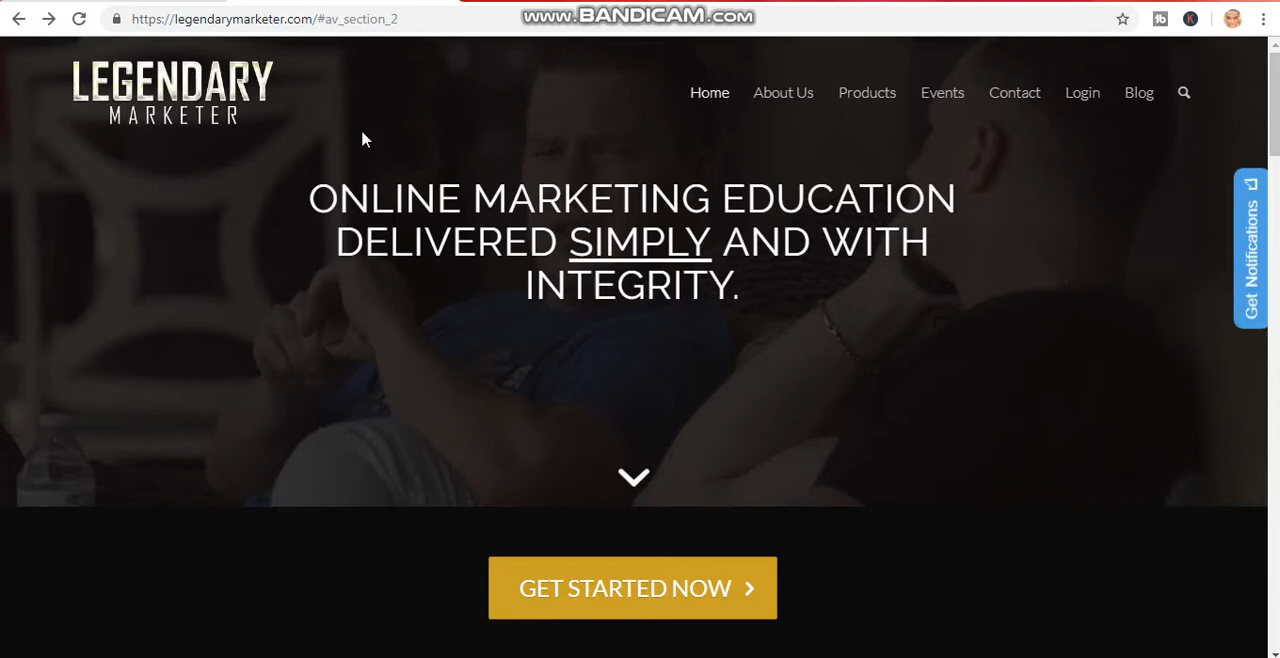 https://legendarymarketer.com/#av_section_2
www.BANDICAM.com
LEGENDARY
MARKETER
Home About Us Products Events Contact Login Blog
ONLINE MARKETING EDUCATION
DELIVERED SIMPLY AND WITH
INTEGRITY.
Get Notifications
GET STARTED NOW